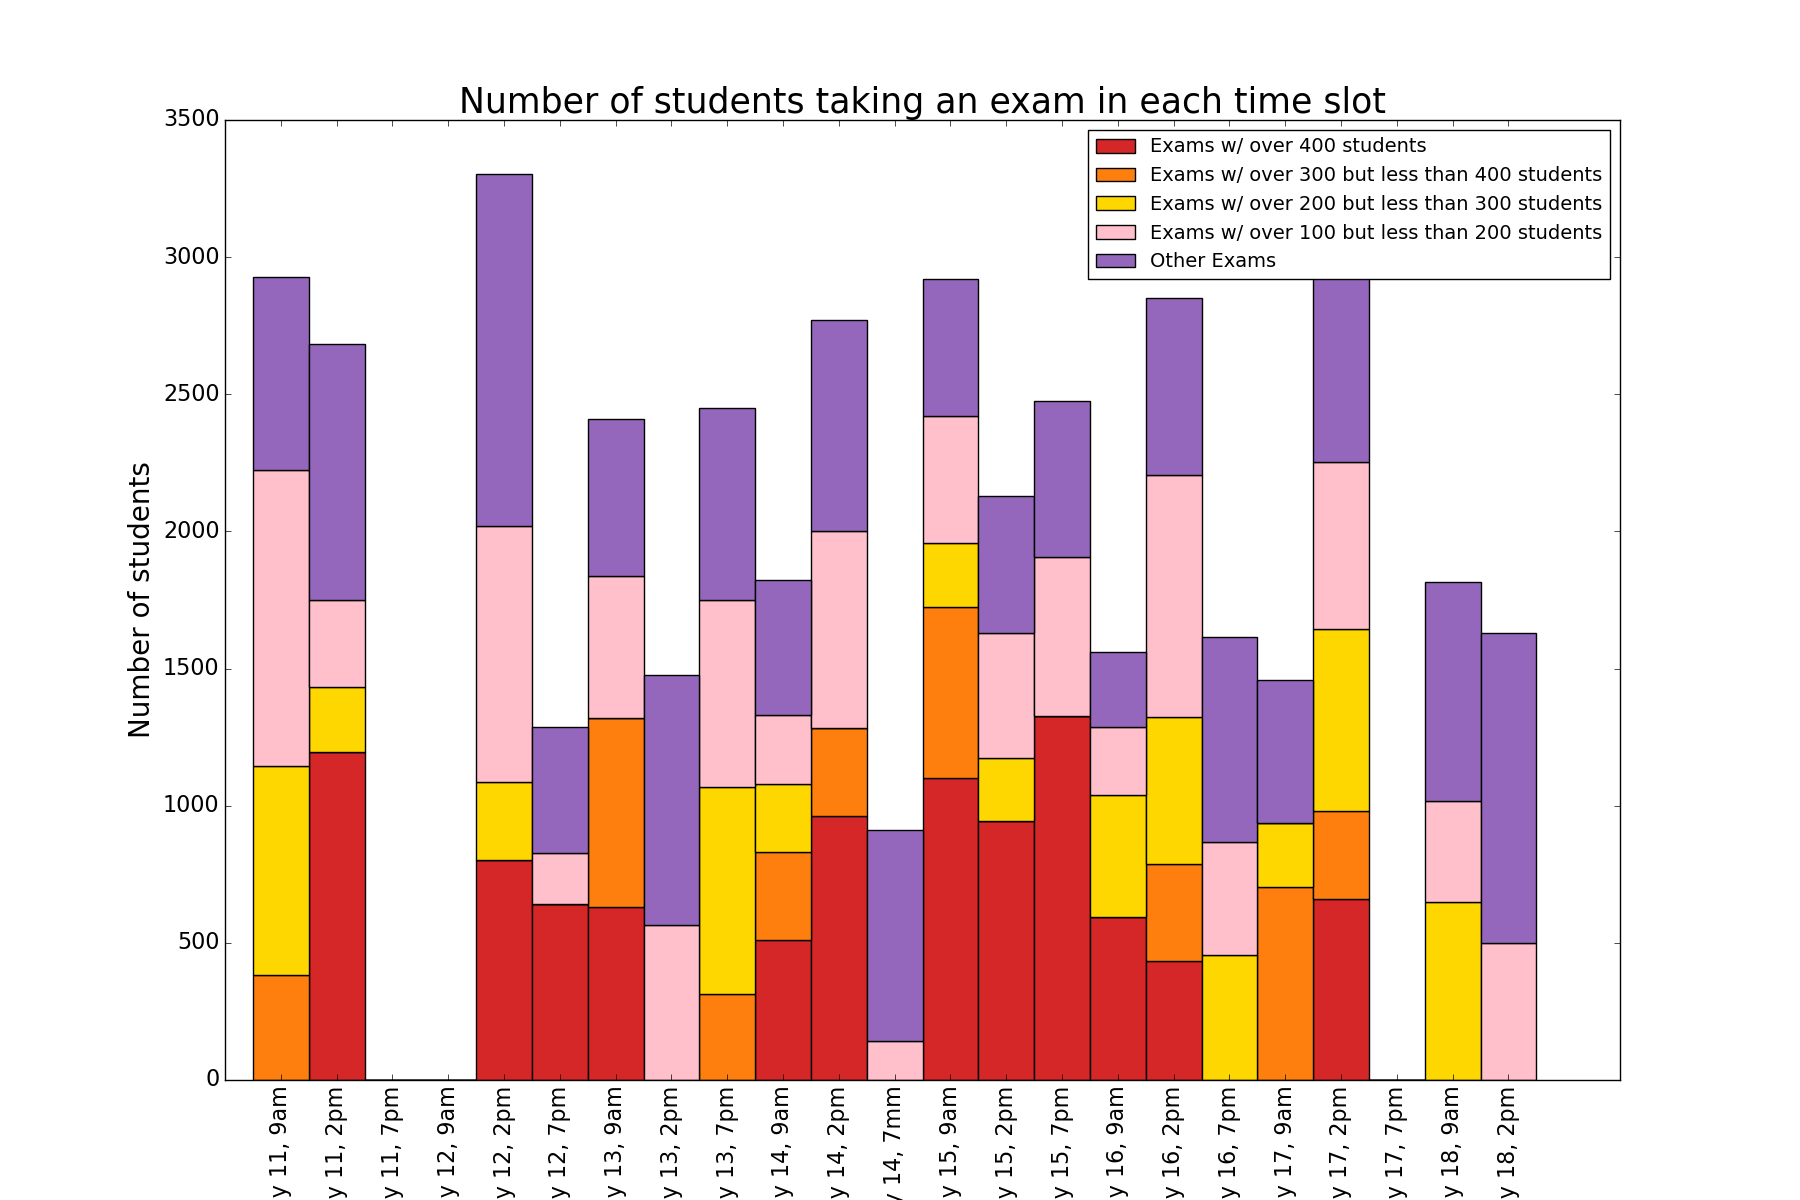 Number of students taking an exam in each time slot
Exams w/ over 400 students
Exams w/ over 300 but less than 400 students
Exams w/ over 200 but less than 300 students
Exams w/ over 100 but less than 200 students
Other Exams
Number of students
3500
3000
2500
2000
1500
1000
500
0
y 11, 9am
y 11, 2pm
y 11, 7pm
y 12, 9am
y 12, 2pm
y 12, 7pm
y 13, 9am
y 13, 2pm
y 13, 7pm
y 14, 9am
y 14, 2pm
y 14, 7mm
y 15, 9am
y 15, 2pm
y 15, 7pm
y 16, 9am
y 16, 2pm
y 16, 7pm
y 17, 9am
y 17, 2pm
y 17, 7pm
y 18, 9am
y 18, 2pm